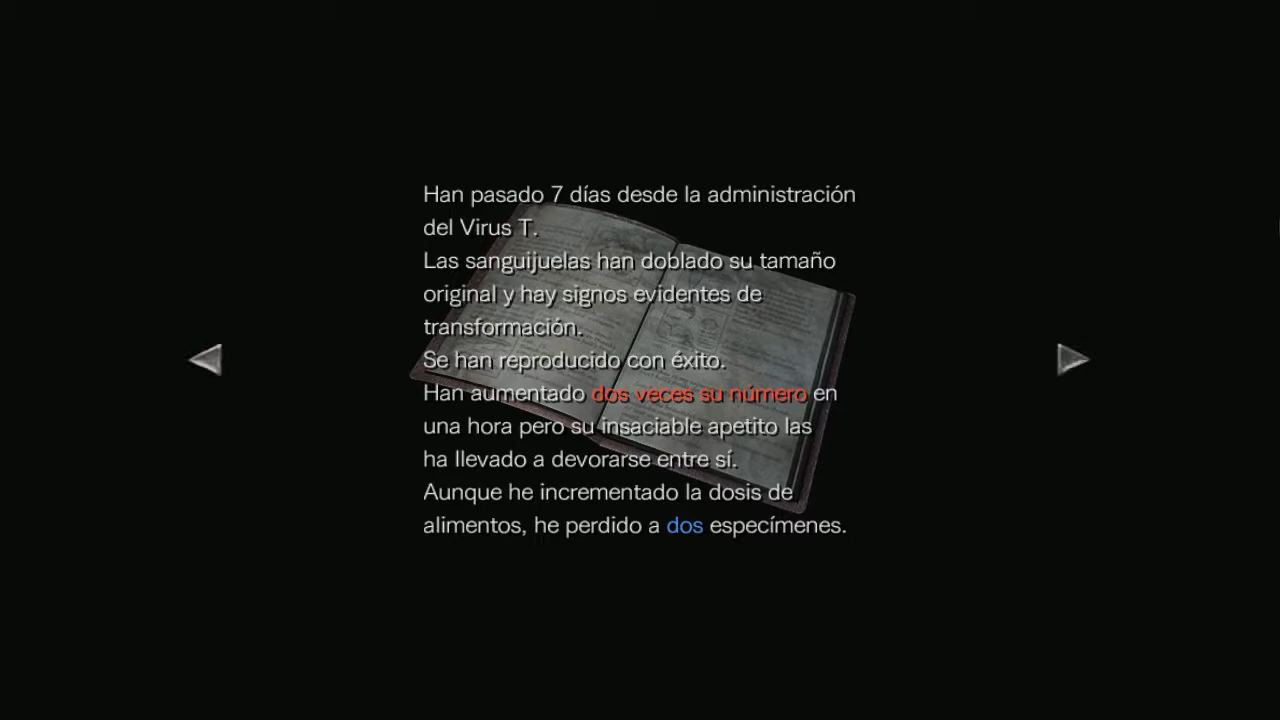 Han pasado 7 días desde la administración
del Virus T.
Las sanguijuelas han doblado su tamaño
original y hay signos evidentes de
transformación.
Se han reproducido con éxito.
Han aumentado dos veces su número en
una hora pero su insaciable apetito las
ha llevado a devorarse entre sí.
Aunque he incrementado la dosis de
alimentos, he perdido a dos especímenes.